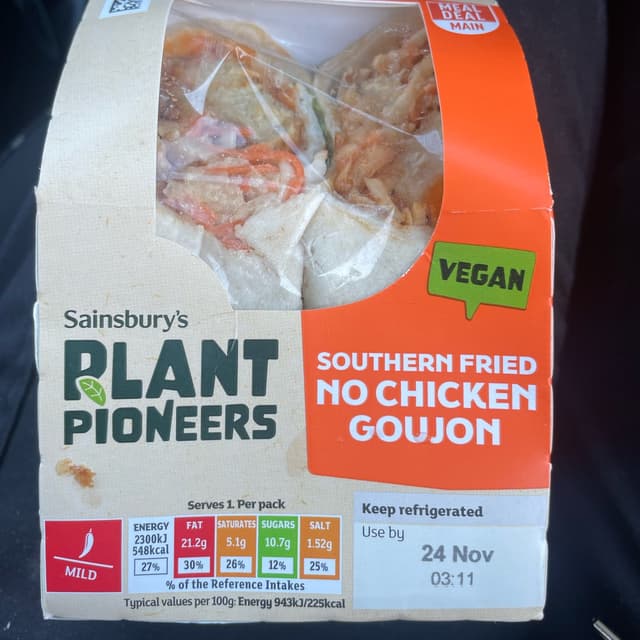 MEAL
DEAL
MAIN
VEGAN
Sainsbury's
PLANT
PIONEERS
SOUTHERN FRIED
NO CHICKEN
GOUJON
Serves 1. Per pack
ENERGY
2300kJ
548kcal
27%
FAT
21.2g
30%
SATURATES
5.1g
26%
SUGARS
10.7g
12%
SALT
1.52g
25%
% of the Reference Intakes
Typical values per 100g: Energy 943kJ/225kcal
MILD
Keep refrigerated
Use by
24 Nov
03:11